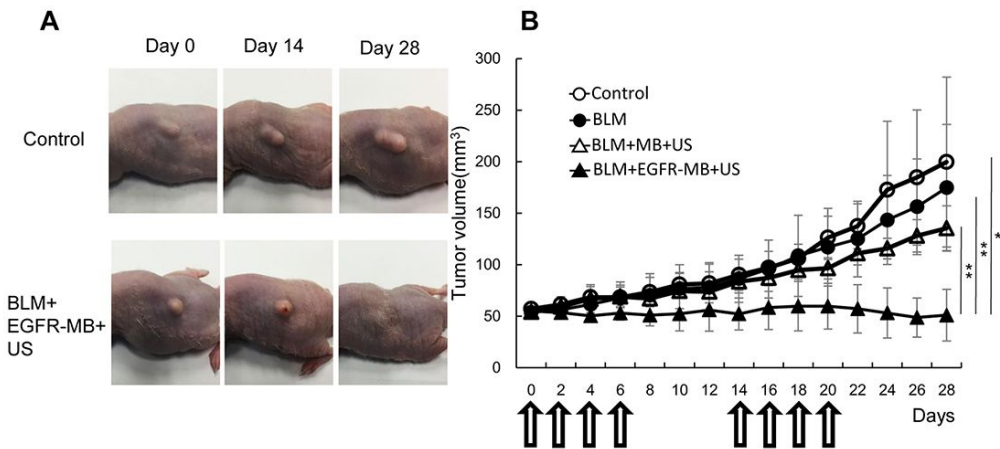 A
Day 0
Day 14
Day 28
Control
BLM+
EGFR-MB+
US
B
Tumor volume(mm³)
300
250
200
150
100
50
0
Control
BLM
BLM+MB+US
BLM+EGFR-MB+US
**
**
*
0 2 4 6 8 10 12 14 16 18 20 22 24 26 28
Days